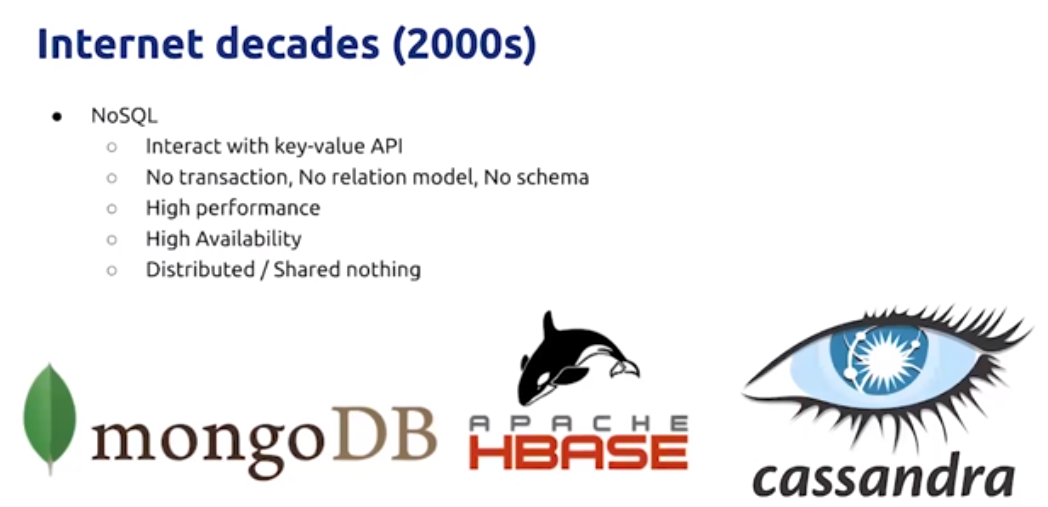 Internet decades (2000s)
● NoSQL
○ Interact with key-value API
○ No transaction, No relation model, No schema
○ High performance
○ High Availability
○ Distributed / Shared nothing
mongoDB
APACHE
HBASE
cassandra